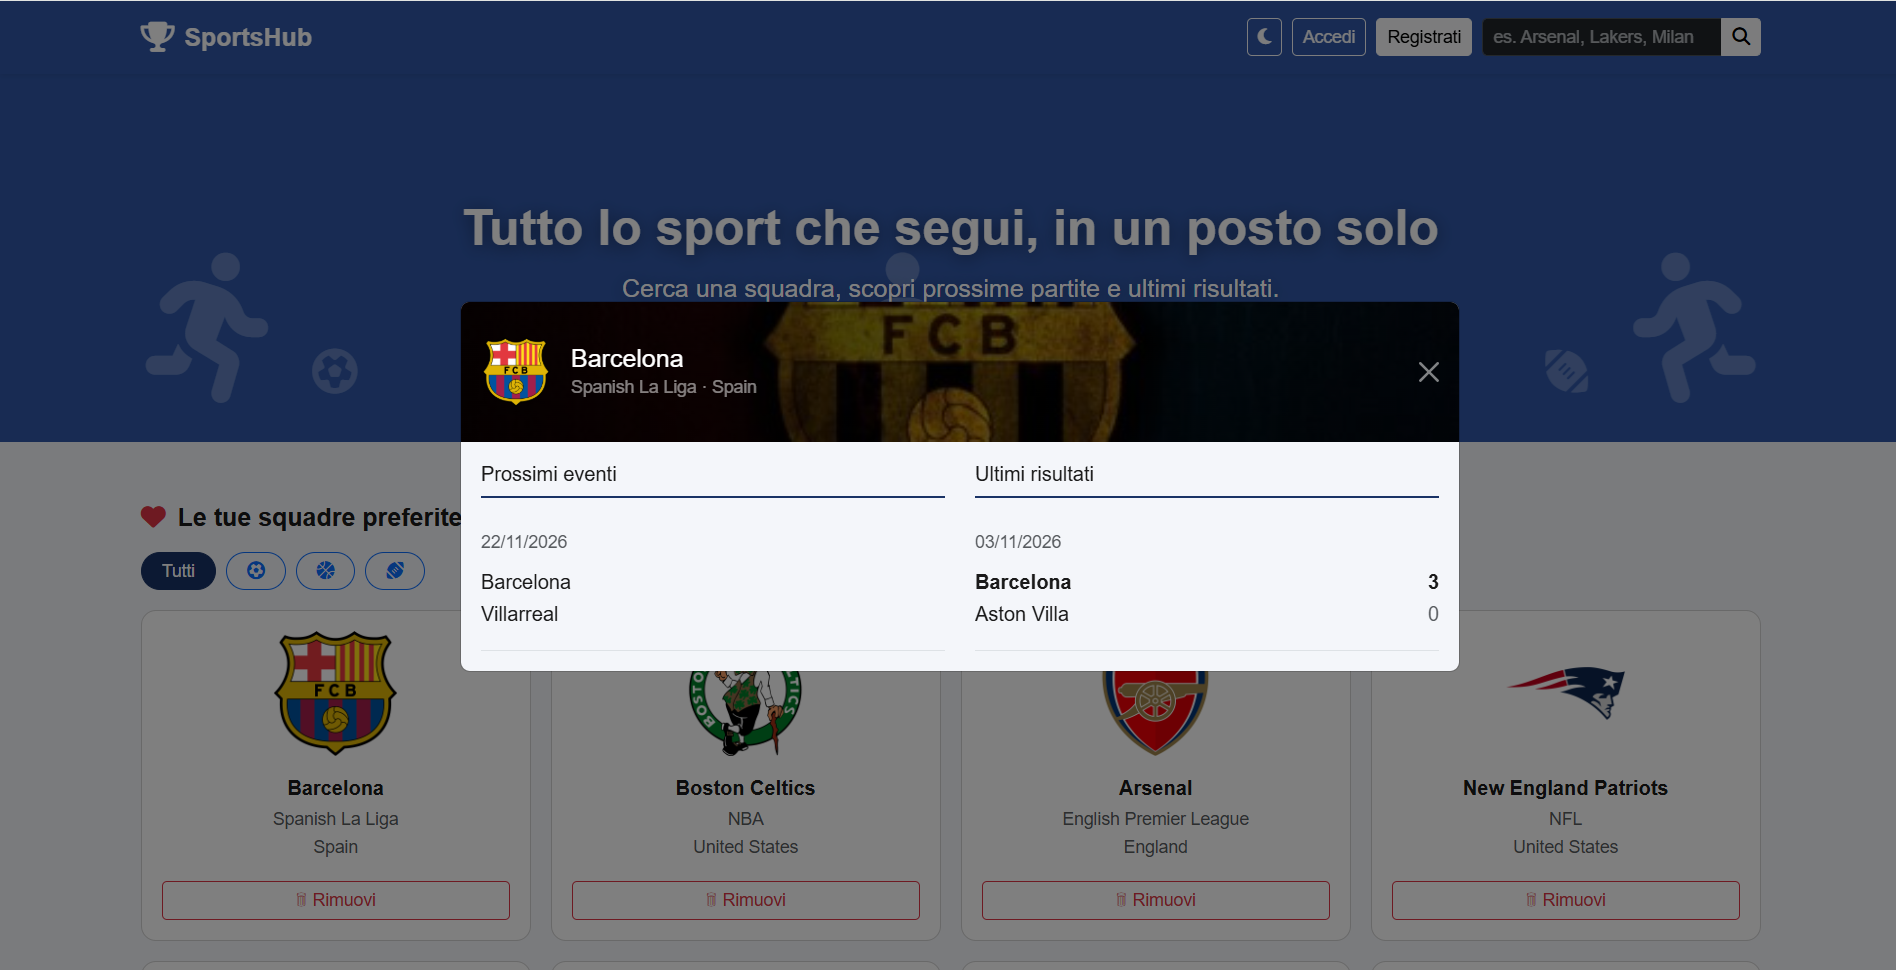 SportsHub
Accedi
Registrati
es. Arsenal, Lakers, Milan
Tutto lo sport che segui, in un posto solo
Cerca una squadra, scopri prossime partite e ultimi risultati.
FCB
FCB
Barcelona
Spanish La Liga · Spain
Prossimi eventi
22/11/2026
Barcelona
Villarreal
Ultimi risultati
03/11/2026
Barcelona 3
Aston Villa 0
Le tue squadre preferite
Tutti
FCB
Barcelona
Spanish La Liga
Spain
Rimuovi
BOSTO
TICS
Boston Celtics
NBA
United States
Rimuovi
Arsenal
English Premier League
England
Rimuovi
New England Patriots
NFL
United States
Rimuovi